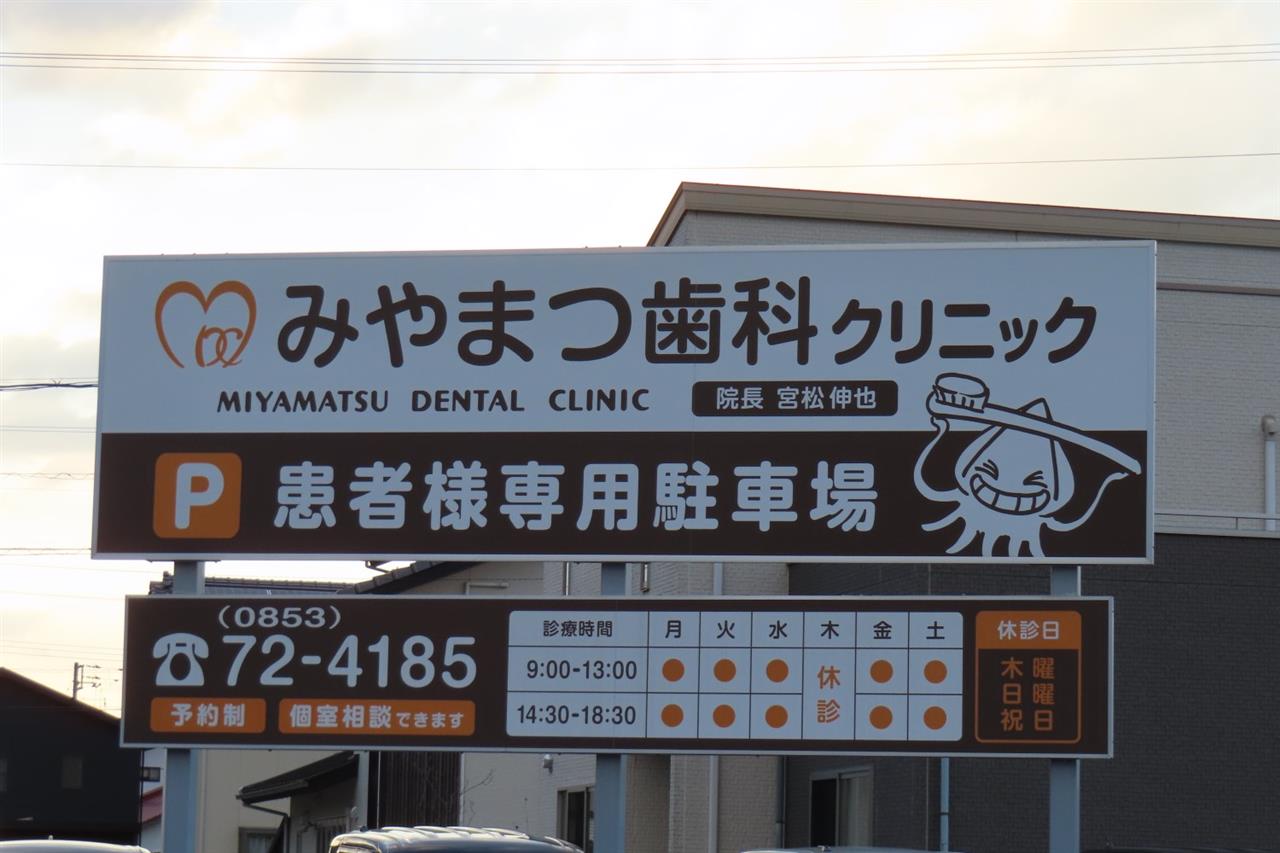 みやまつ歯科クリニック
MIYAMATSU DENTAL CLINIC 院長 宮松伸也
P 患者様専用駐車場
(0853)
72-4185
予約制 個室相談できます
診療時間 月 火 水 木 金 土
9:00-13:00 ● ● ● 休診 ● ●
14:30-18:30 ● ● ● ● ●
休診日
木曜
日曜
祝日